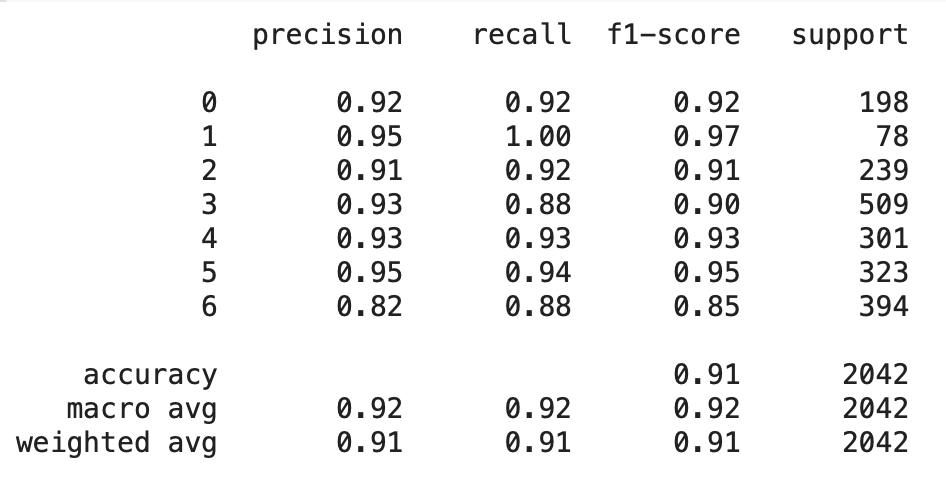 precision recall f1-score support
0 0.92 0.92 0.92 198
1 0.95 1.00 0.97 78
2 0.91 0.92 0.91 239
3 0.93 0.88 0.90 509
4 0.93 0.93 0.93 301
5 0.95 0.94 0.95 323
6 0.82 0.88 0.85 394
accuracy 0.91 2042
macro avg 0.92 0.92 0.92 2042
weighted avg 0.91 0.91 0.91 2042